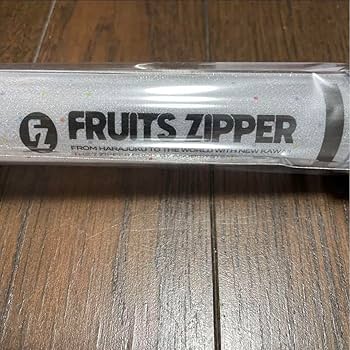 FZ FRUITS ZIPPER
FROM HARAJUKU TO THE WORLD WITH NEW KAWAII